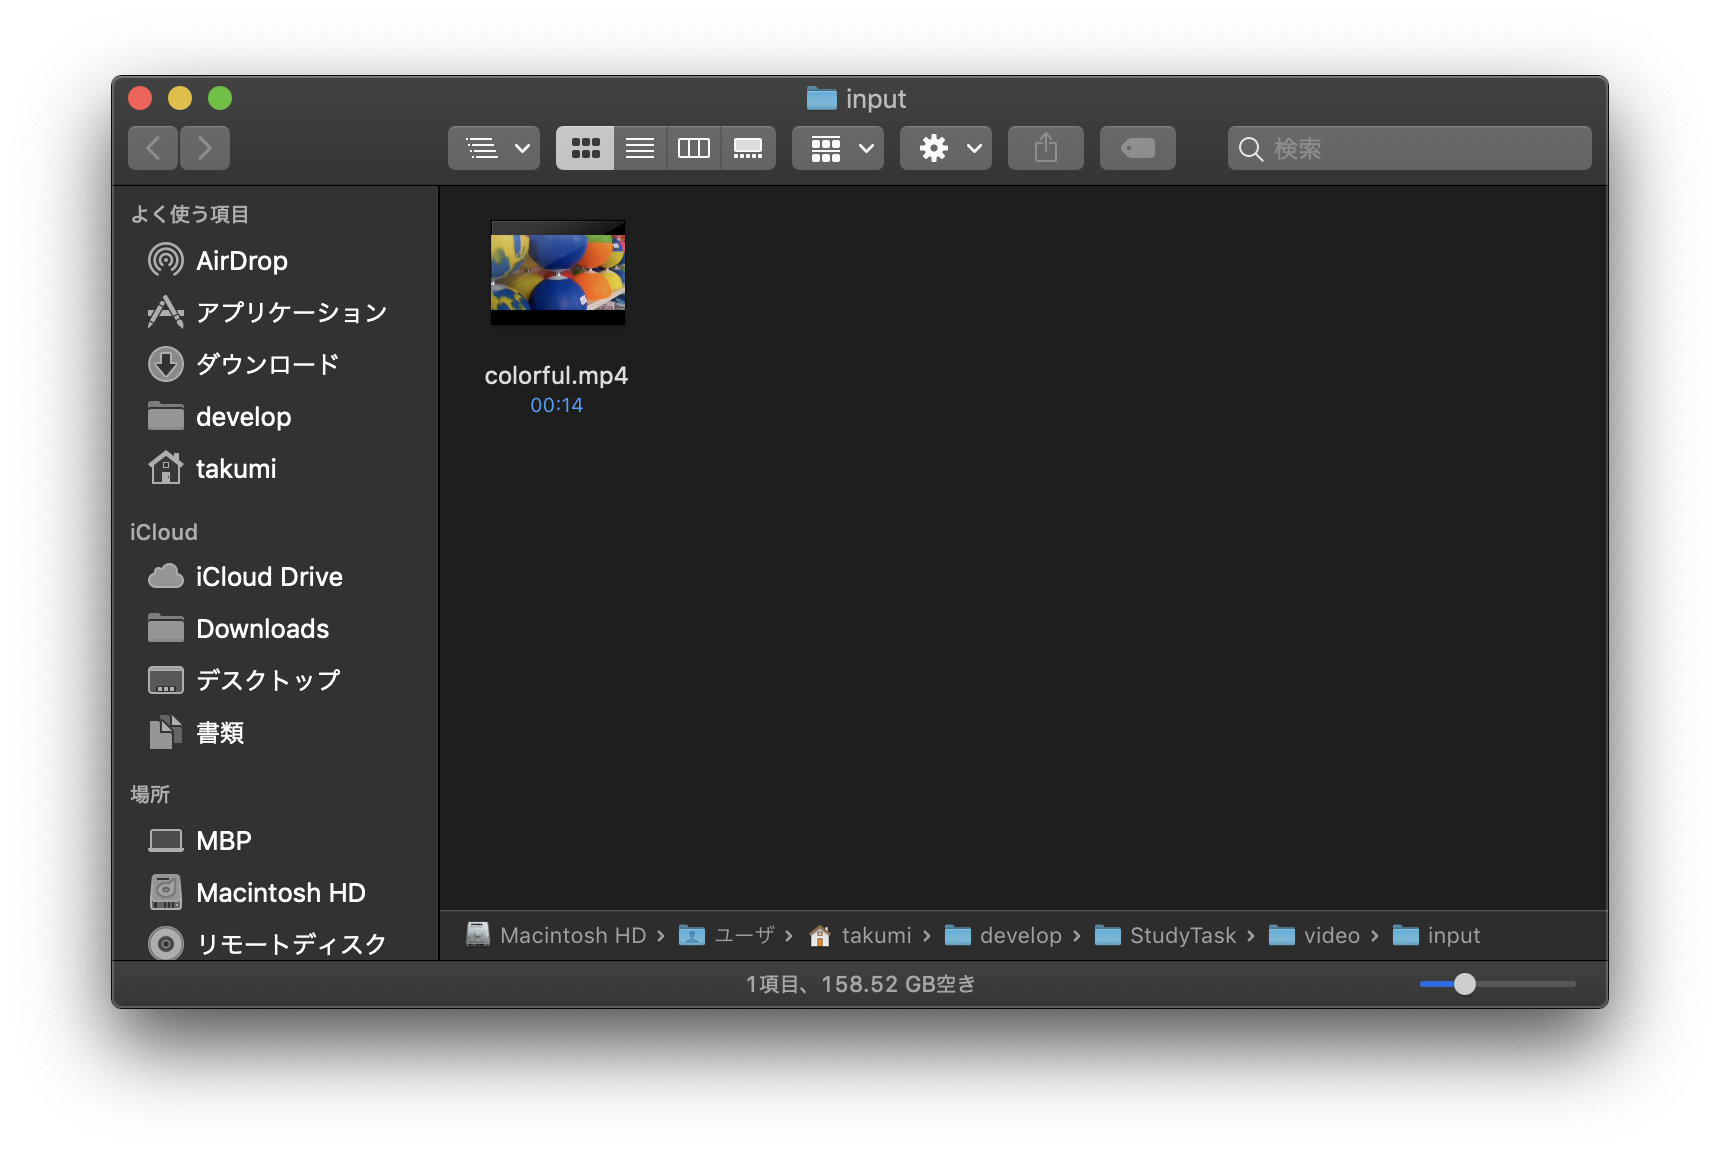 input
検索
よく使う項目
AirDrop
アプリケーション
ダウンロード
develop
takumi
iCloud
iCloud Drive
Downloads
デスクトップ
書類
場所
MBP
Macintosh HD
リモートディスク
colorful.mp4
00:14
Macintosh HD › ユーザ › takumi › develop › StudyTask › video › input
1項目、158.52 GB空き